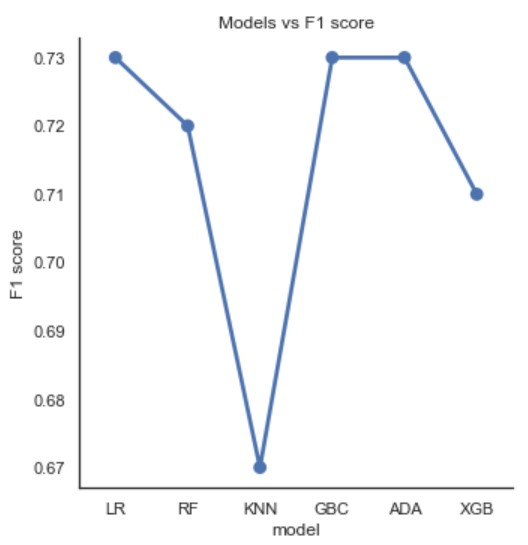 Models vs F1 score
0.73
0.72
0.71
0.70
0.69
0.68
0.67
F1 score
LR RF KNN GBC ADA XGB
model